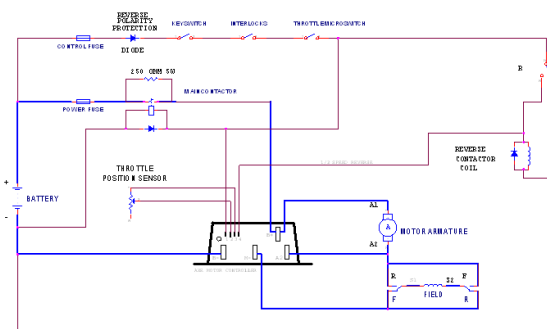 REVERSE
POLARITY
PROTECTION
KEYSWITCH
INTERLOCKS
THROTTLE MICROSWITCH
CONTROL FUSE
DIODE
R
250 OHM 5W
MAIN CONTACTOR
POWER FUSE
REVERSE
CONTACTOR
COIL
THROTTLE
POSITION SENSOR
+
BATTERY
-
A1
A
MOTOR ARMATURE
A2
R
F
S2
FIELD
F
R